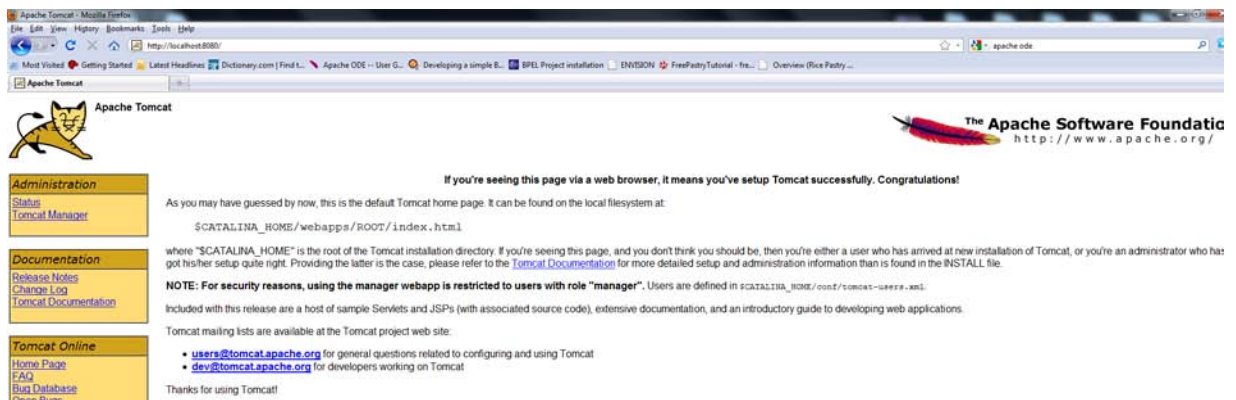 Apache Tomcat - Mozilla Firefox
File Edit View History Bookmarks Tools Help
http://localhost:8080/
apache ode
Most Visited Getting Started Latest Headlines Dictionary.com | Find t... Apache ODE -- User G... Developing a simple B... BPEL Project installation ENVISION FreePastryTutorial - fre... Overview (Rice Pastry ...
Apache Tomcat
Apache Tomcat
The Apache Software Foundatio
http://www.apache.org/
Administration
Status
Tomcat Manager
Documentation
Release Notes
Change Log
Tomcat Documentation
Tomcat Online
Home Page
FAQ
Bug Database
Open Bugs
If you're seeing this page via a web browser, it means you've setup Tomcat successfully. Congratulations!
As you may have guessed by now, this is the default Tomcat home page. It can be found on the local filesystem at:
$CATALINA_HOME/webapps/ROOT/index.html
where "$CATALINA_HOME" is the root of the Tomcat installation directory. If you're seeing this page, and you don't think you should be, then you're either a user who has arrived at new installation of Tomcat, or you're an administrator who has
got his/her setup quite right. Providing the latter is the case, please refer to the Tomcat Documentation for more detailed setup and administration information than is found in the INSTALL file.
NOTE: For security reasons, using the manager webapp is restricted to users with role "manager". Users are defined in $CATALINA_HOME/conf/tomcat-users.xml.
Included with this release are a host of sample Servlets and JSPs (with associated source code), extensive documentation, and an introductory guide to developing web applications.
Tomcat mailing lists are available at the Tomcat project web site:
• users@tomcat.apache.org for general questions related to configuring and using Tomcat
• dev@tomcat.apache.org for developers working on Tomcat
Thanks for using Tomcat!